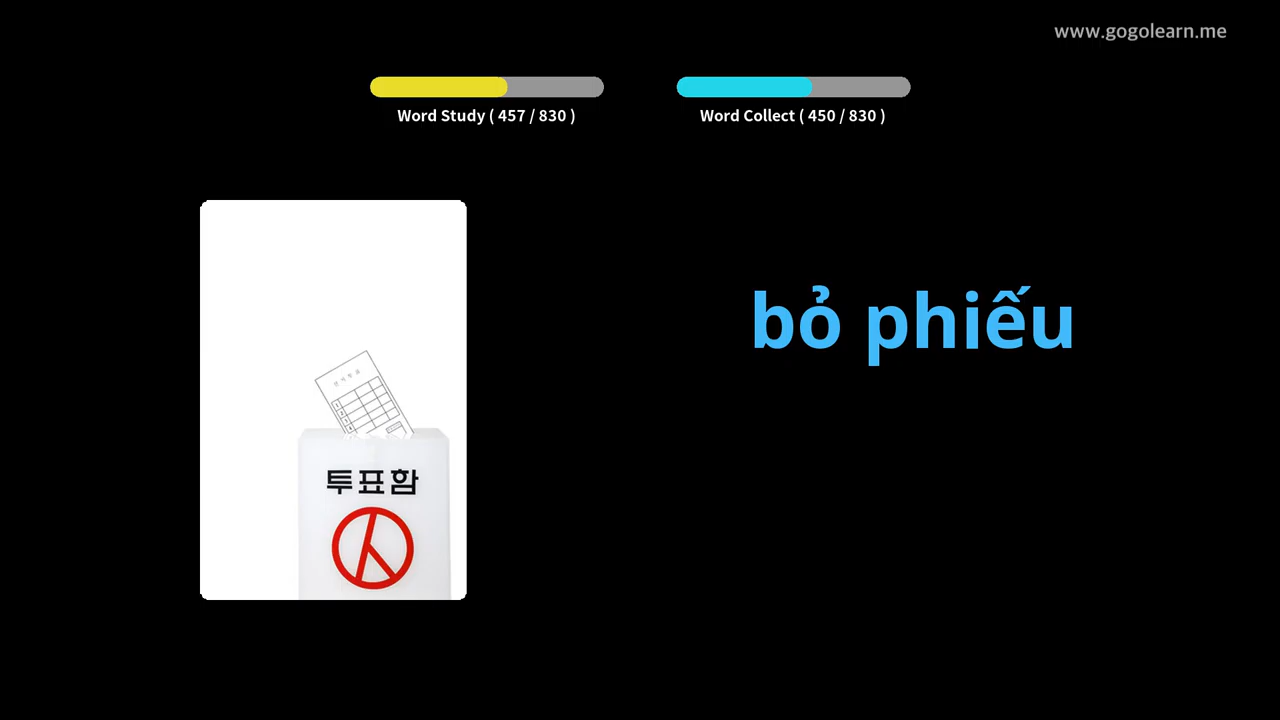 www.gogolearn.me
Word Study ( 457 / 830 )
Word Collect ( 450 / 830 )
bỏ phiếu
투표함